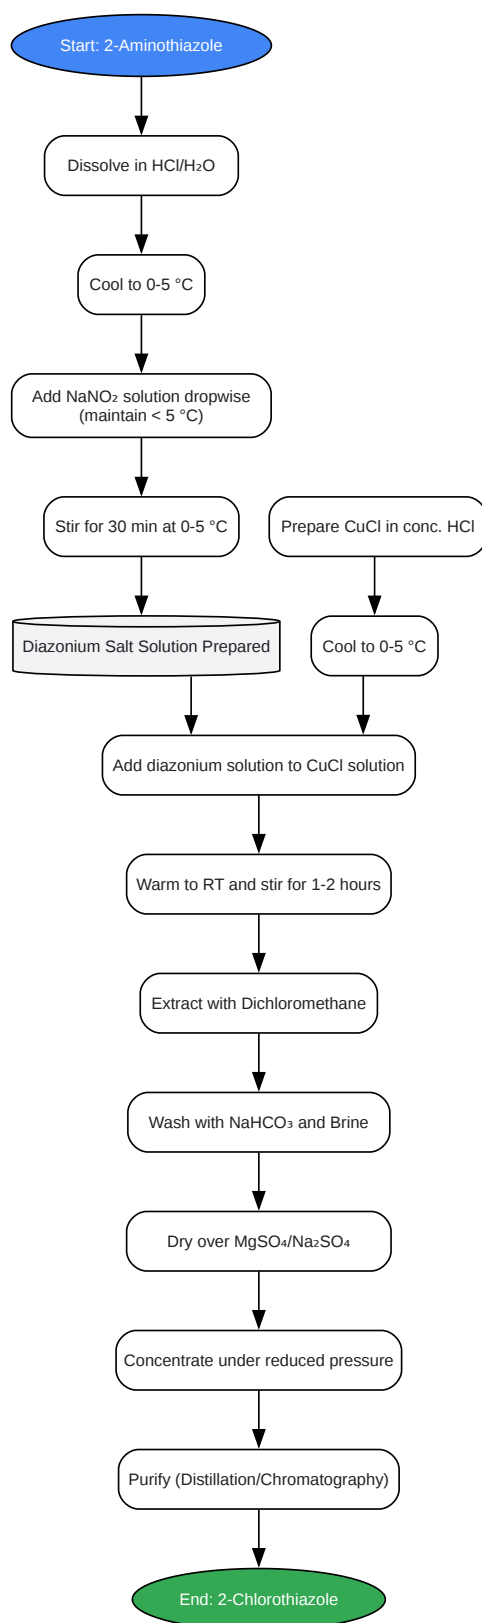 Start: 2-Aminothiazole
Dissolve in HCl/H₂O
Cool to 0-5 °C
Add NaNO₂ solution dropwise
(maintain < 5 °C)
Stir for 30 min at 0-5 °C
Prepare CuCl in conc. HCl
Diazonium Salt Solution Prepared
Cool to 0-5 °C
Add diazonium solution to CuCl solution
Warm to RT and stir for 1-2 hours
Extract with Dichloromethane
Wash with NaHCO₃ and Brine
Dry over MgSO₄/Na₂SO₄
Concentrate under reduced pressure
Purify (Distillation/Chromatography)
End: 2-Chlorothiazole